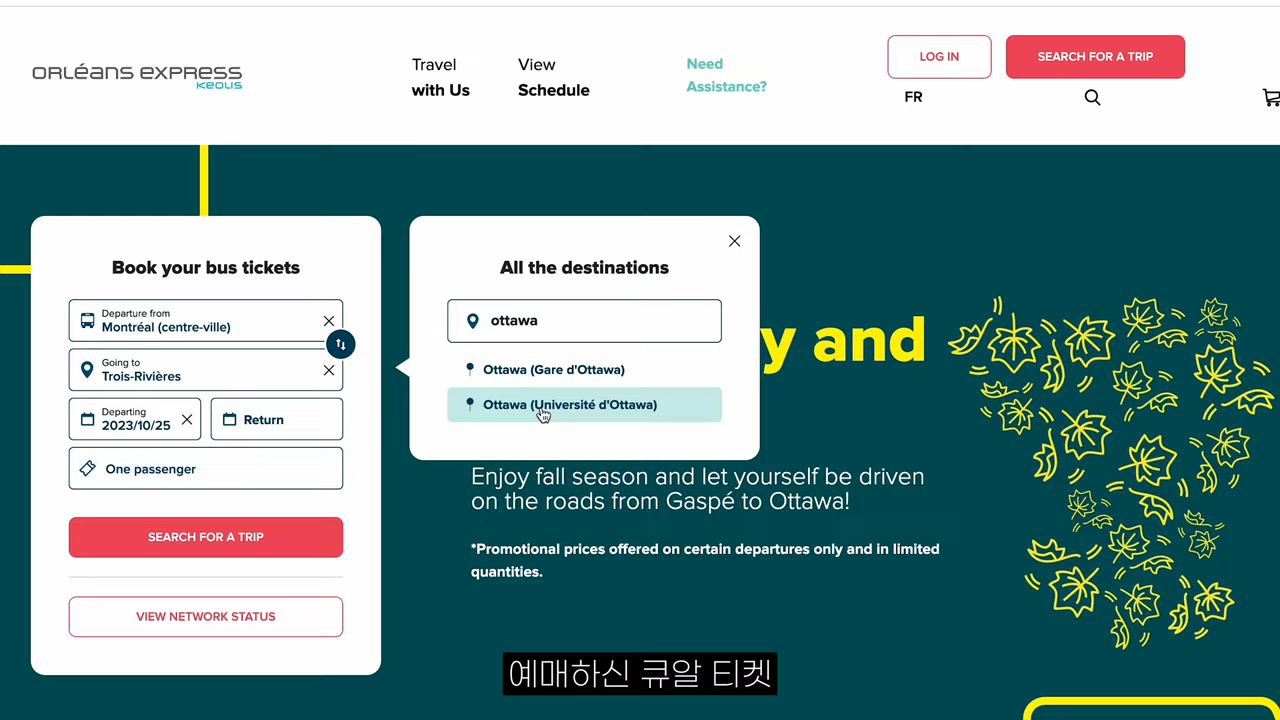 ORLÉANS EXPRESS
KEOLIS
Travel
with Us
View
Schedule
Need
Assistance?
LOG IN
SEARCH FOR A TRIP
FR
Book your bus tickets
Departure from
Montréal (centre-ville)
Going to
Trois-Rivières
Departing
2023/10/25
Return
One passenger
SEARCH FOR A TRIP
VIEW NETWORK STATUS
All the destinations
ottawa
Ottawa (Gare d'Ottawa)
Ottawa (Université d'Ottawa)
y and
Enjoy fall season and let yourself be driven
on the roads from Gaspé to Ottawa!
*Promotional prices offered on certain departures only and in limited
quantities.
예매하신 큐알 티켓